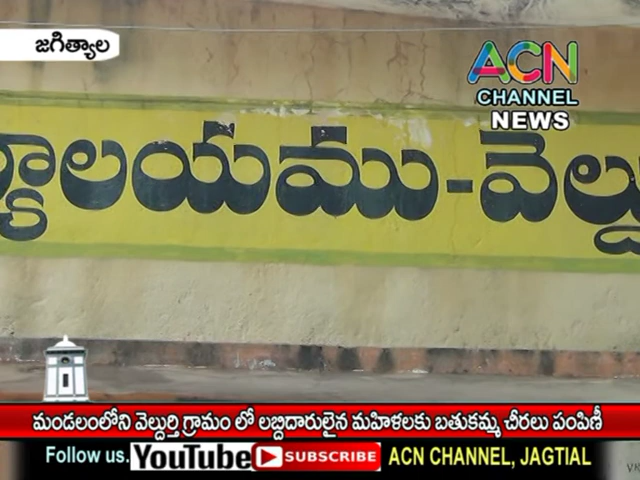 జగిత్యాల
ACN
CHANNEL
NEWS
్యాలయము-వెల్దు
మండలంలోని వెల్దుర్తి గ్రామం లో లబ్దిదారులైన మహిళలకు బతుకమ్మ చీరలు పంపిణీ
Follow us. YouTube SUBSCRIBE ACN CHANNEL, JAGTIAL